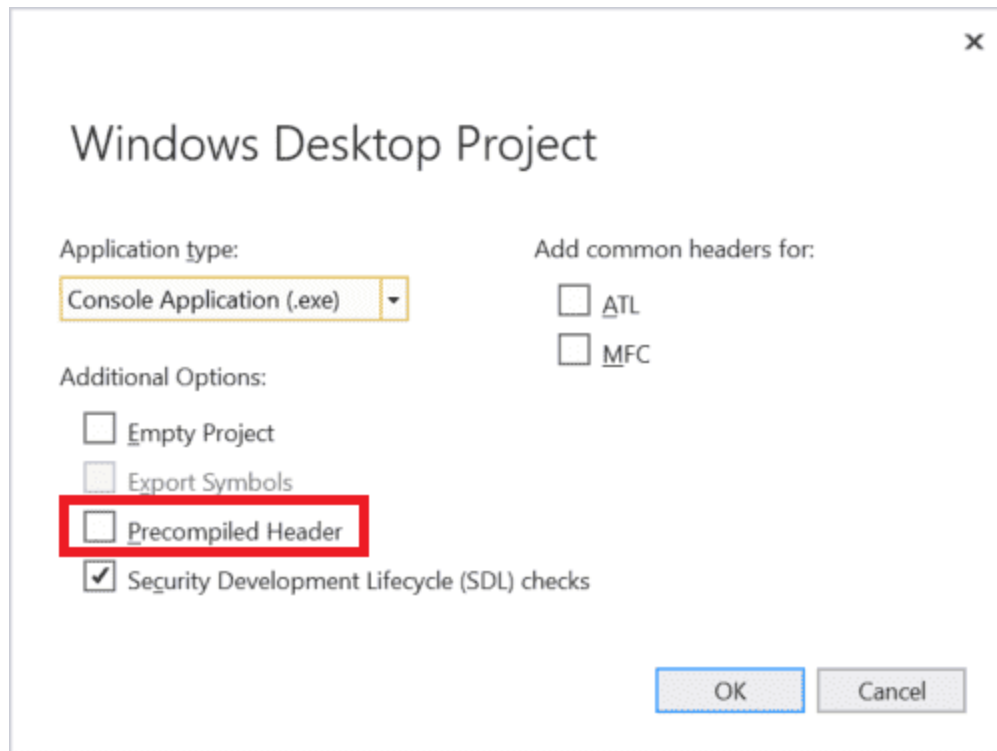 Windows Desktop Project
Application type:
Console Application (.exe)
Add common headers for:
ATL
MFC
Additional Options:
Empty Project
Export Symbols
Precompiled Header
Security Development Lifecycle (SDL) checks
OK
Cancel